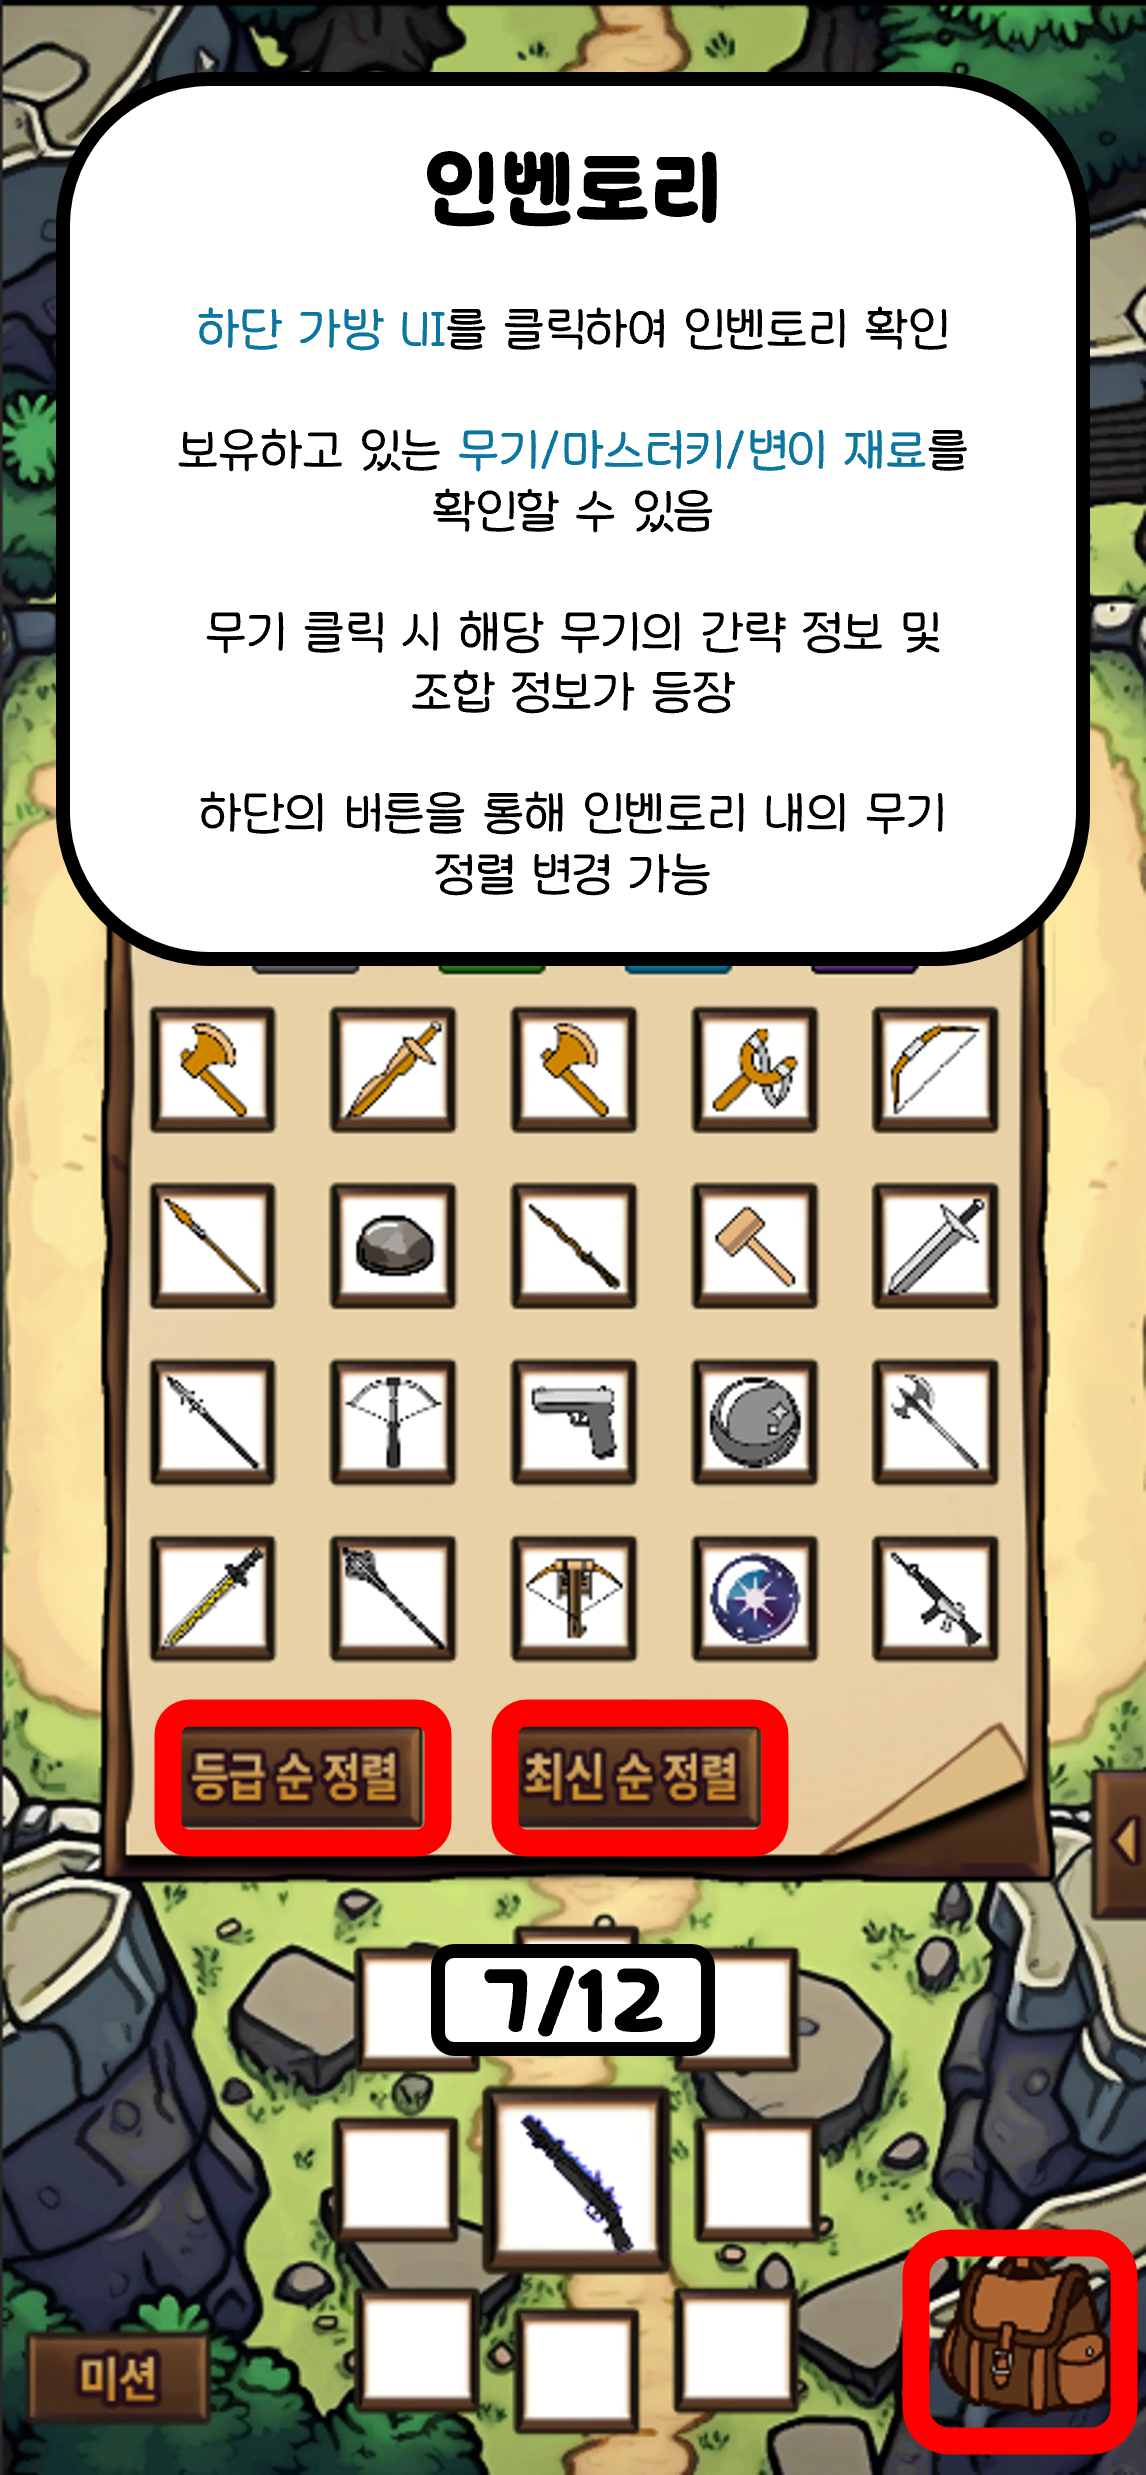 인벤토리
하단 가방 UI를 클릭하여 인벤토리 확인
보유하고 있는 무기/마스터키/변이 재료를
확인할 수 있음
무기 클릭 시 해당 무기의 간략 정보 및
조합 정보가 등장
하단의 버튼을 통해 인벤토리 내의 무기
정렬 변경 가능
등급 순 정렬 최신 순 정렬
7/12
미션